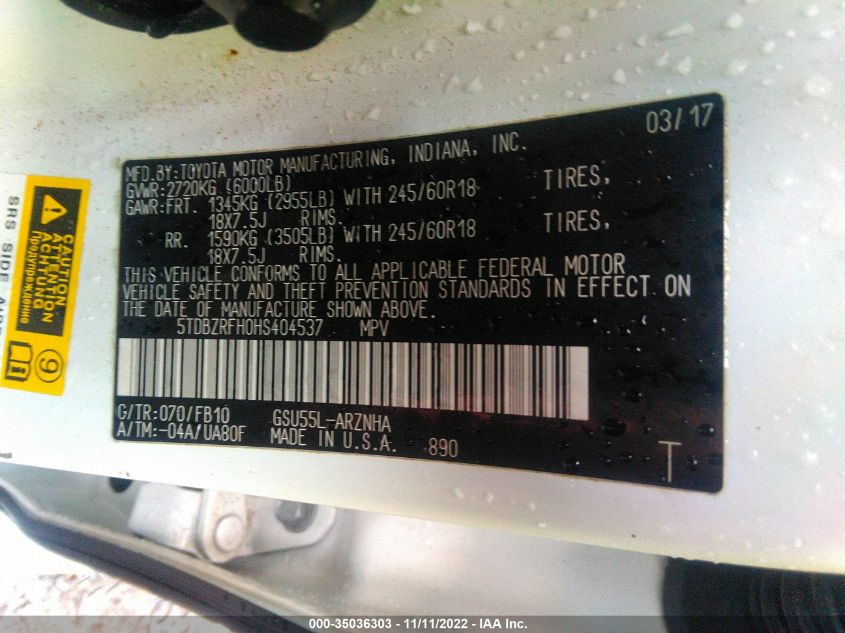 03/17
MFD.BY:TOYOTA MOTOR MANUFACTURING, INDIANA, INC.
GVWR:2720KG (6000LB)
GAWR:FRT. 1345KG (2955LB) WITH 245/60R18 TIRES,
18X7.5J RIMS.
RR. 1590KG (3505LB) WITH 245/60R18 TIRES,
18X7.5J RIMS.
THIS VEHICLE CONFORMS TO ALL APPLICABLE FEDERAL MOTOR
VEHICLE SAFETY AND THEFT PREVENTION STANDARDS IN EFFECT ON
THE DATE OF MANUFACTURE SHOWN ABOVE.
5TDBZRFH0HS404537 MPV
G/TR:070/FB10 GSU55L-ARZNHA
A/TM:-04A/UA80F MADE IN U.S.A. 890
T
CAUTION
ATTENTION
ACHTUNG
Предупреждение
9
SRS SIDE
000-35036303 - 11/11/2022 - IAA Inc.